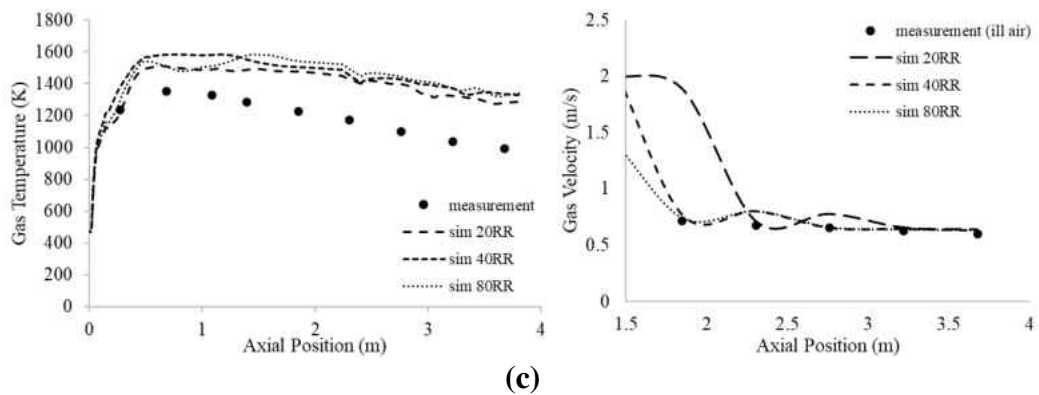 1800
1600
1400
1200
1000
800
600
400
200
0
Gas Temperature (K)
measurement
sim 20RR
sim 40RR
sim 80RR
0
1
2
3
4
Axial Position (m)
2.5
2
1.5
1
0.5
0
Gas Velocity (m/s)
measurement (ill air)
sim 20RR
sim 40RR
sim 80RR
1.5
2
2.5
3
3.5
4
Axial Position (m)
(c)